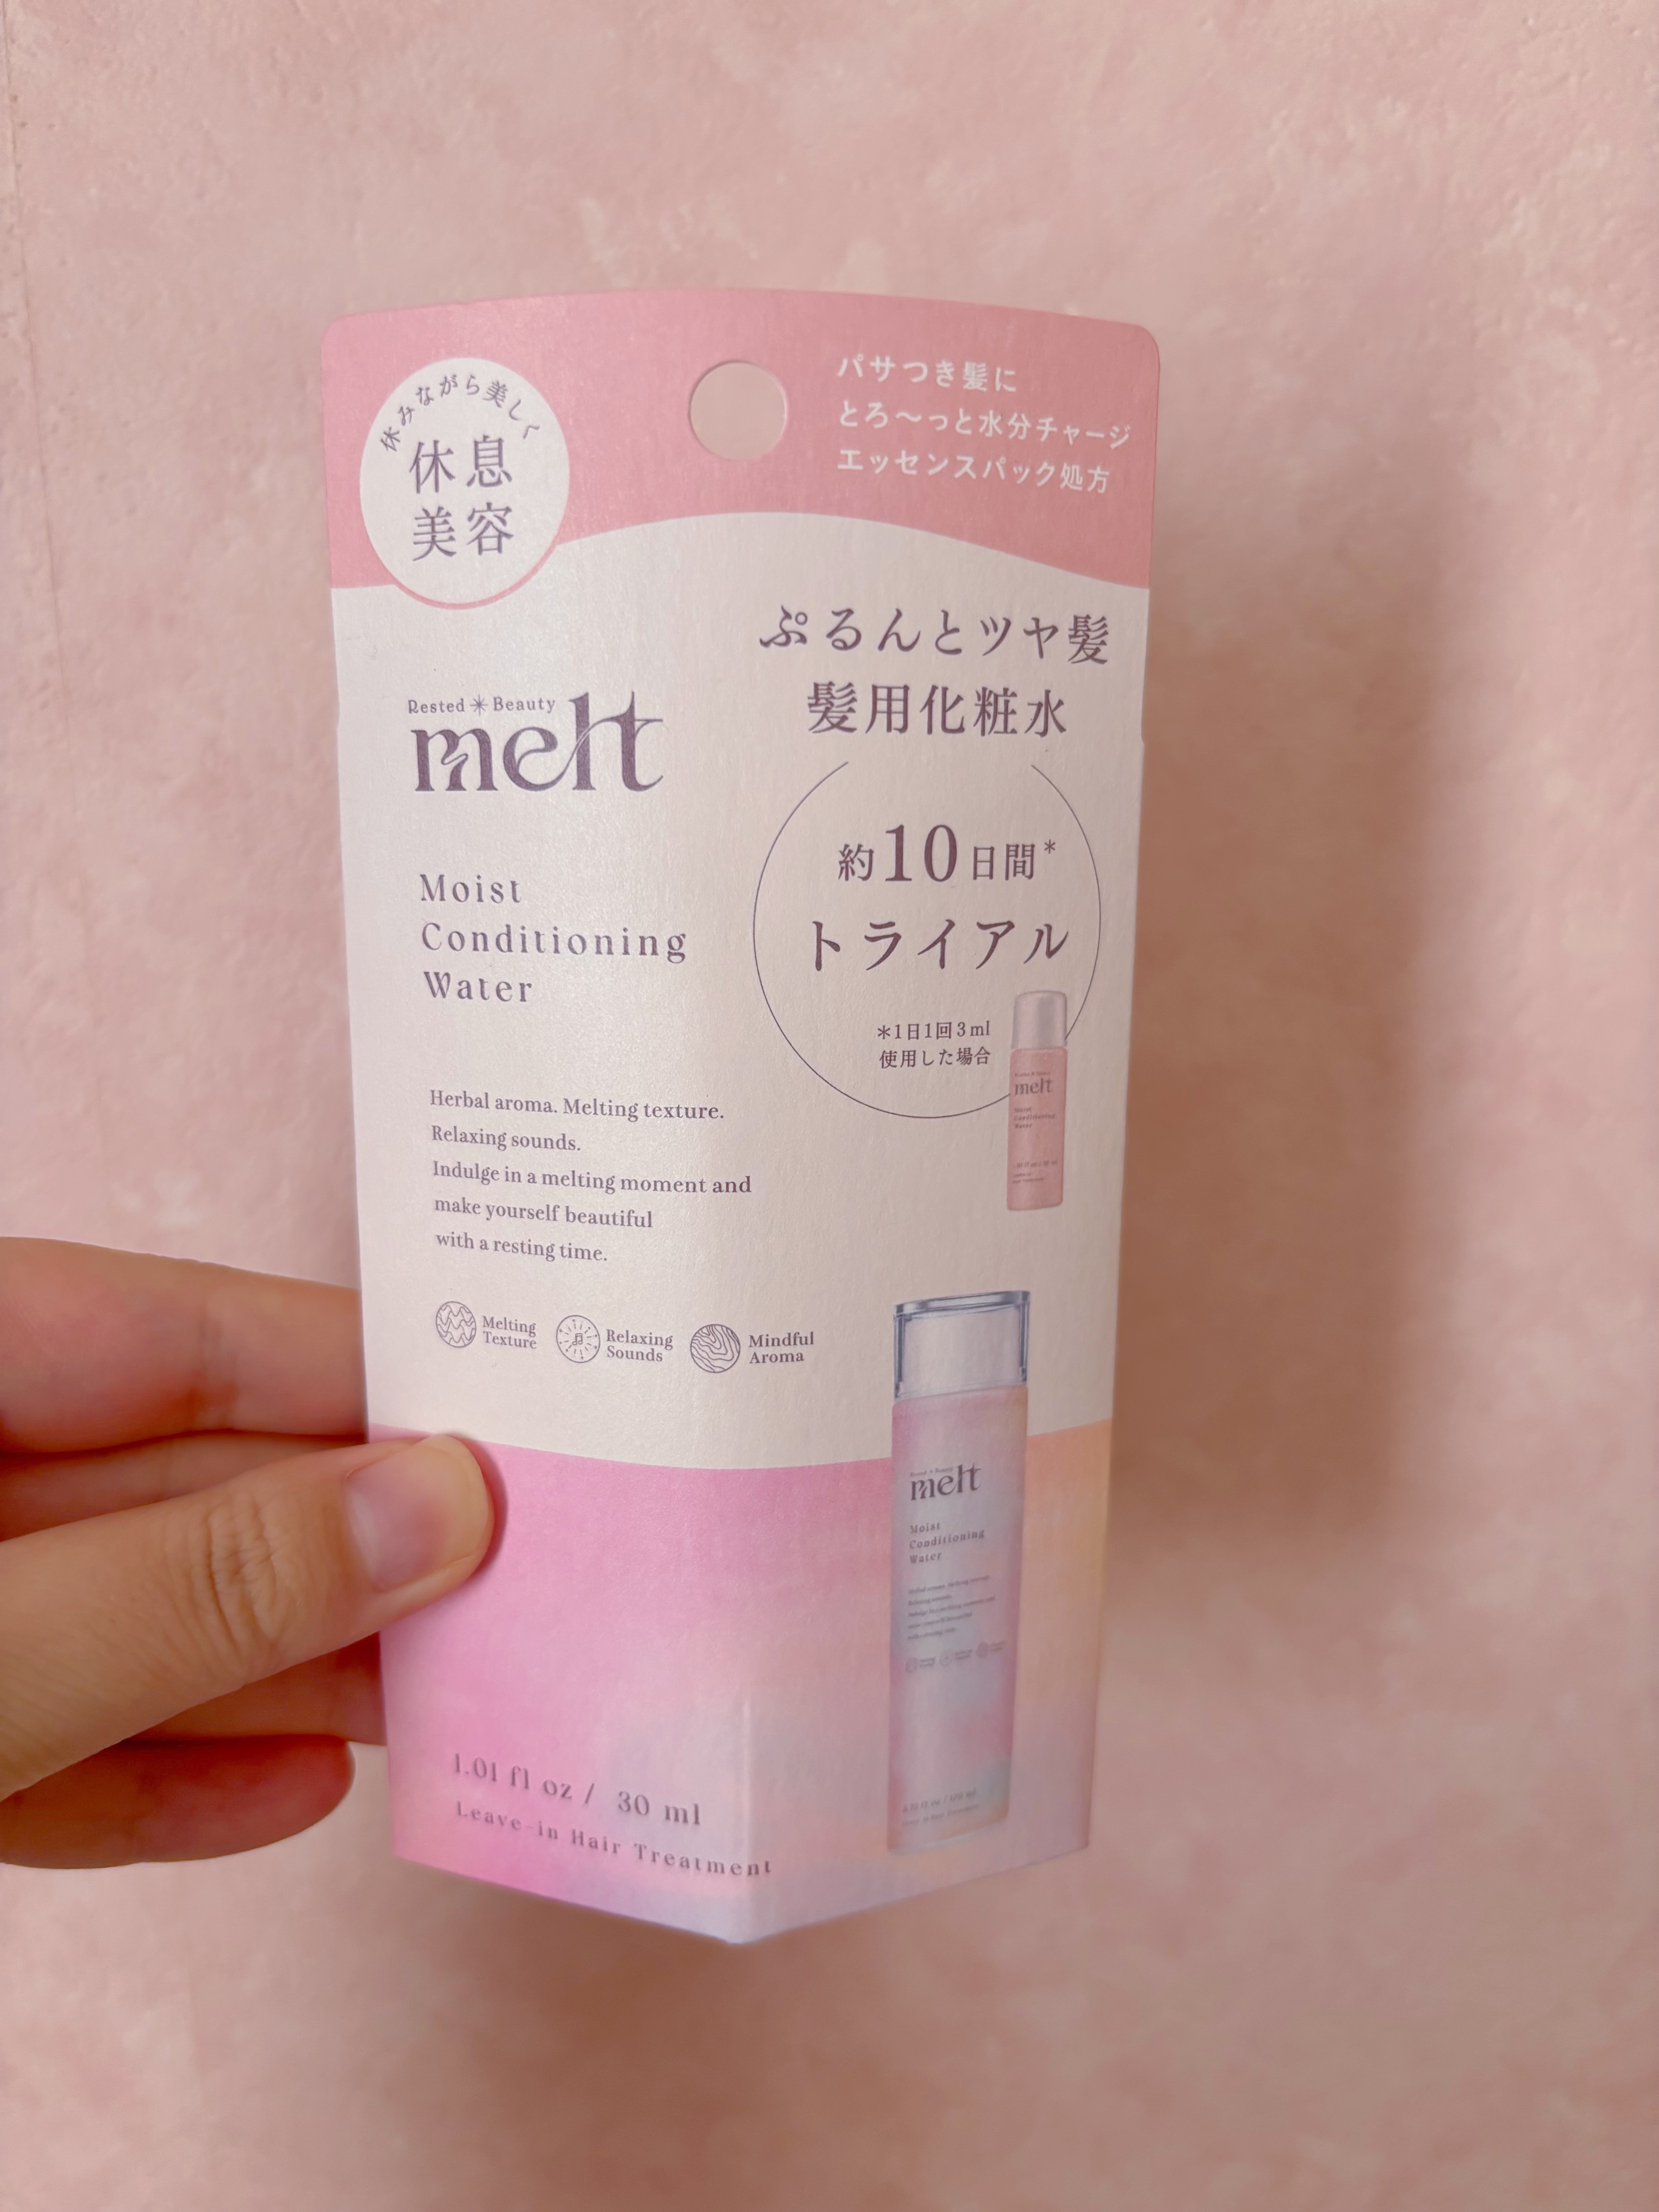 休みながら美しく
休息
美容
パサつき髪に
とろ〜っと水分チャージ
エッセンスパック処方
ぷるんとツヤ髪
髪用化粧水
Rested Beauty
melt
Moist
Conditioning
Water
約10日間*
トライアル
*1日1回3ml
使用した場合
melt
Moist
Conditioning
Water
Herbal aroma. Melting texture.
Relaxing sounds.
Indulge in a melting moment and
make yourself beautiful
with a resting time.
Melting
Texture
Relaxing
Sounds
Mindful
Aroma
melt
Moist
Conditioning
Water
1.01 fl oz / 30 ml
Leave-in Hair Treatment